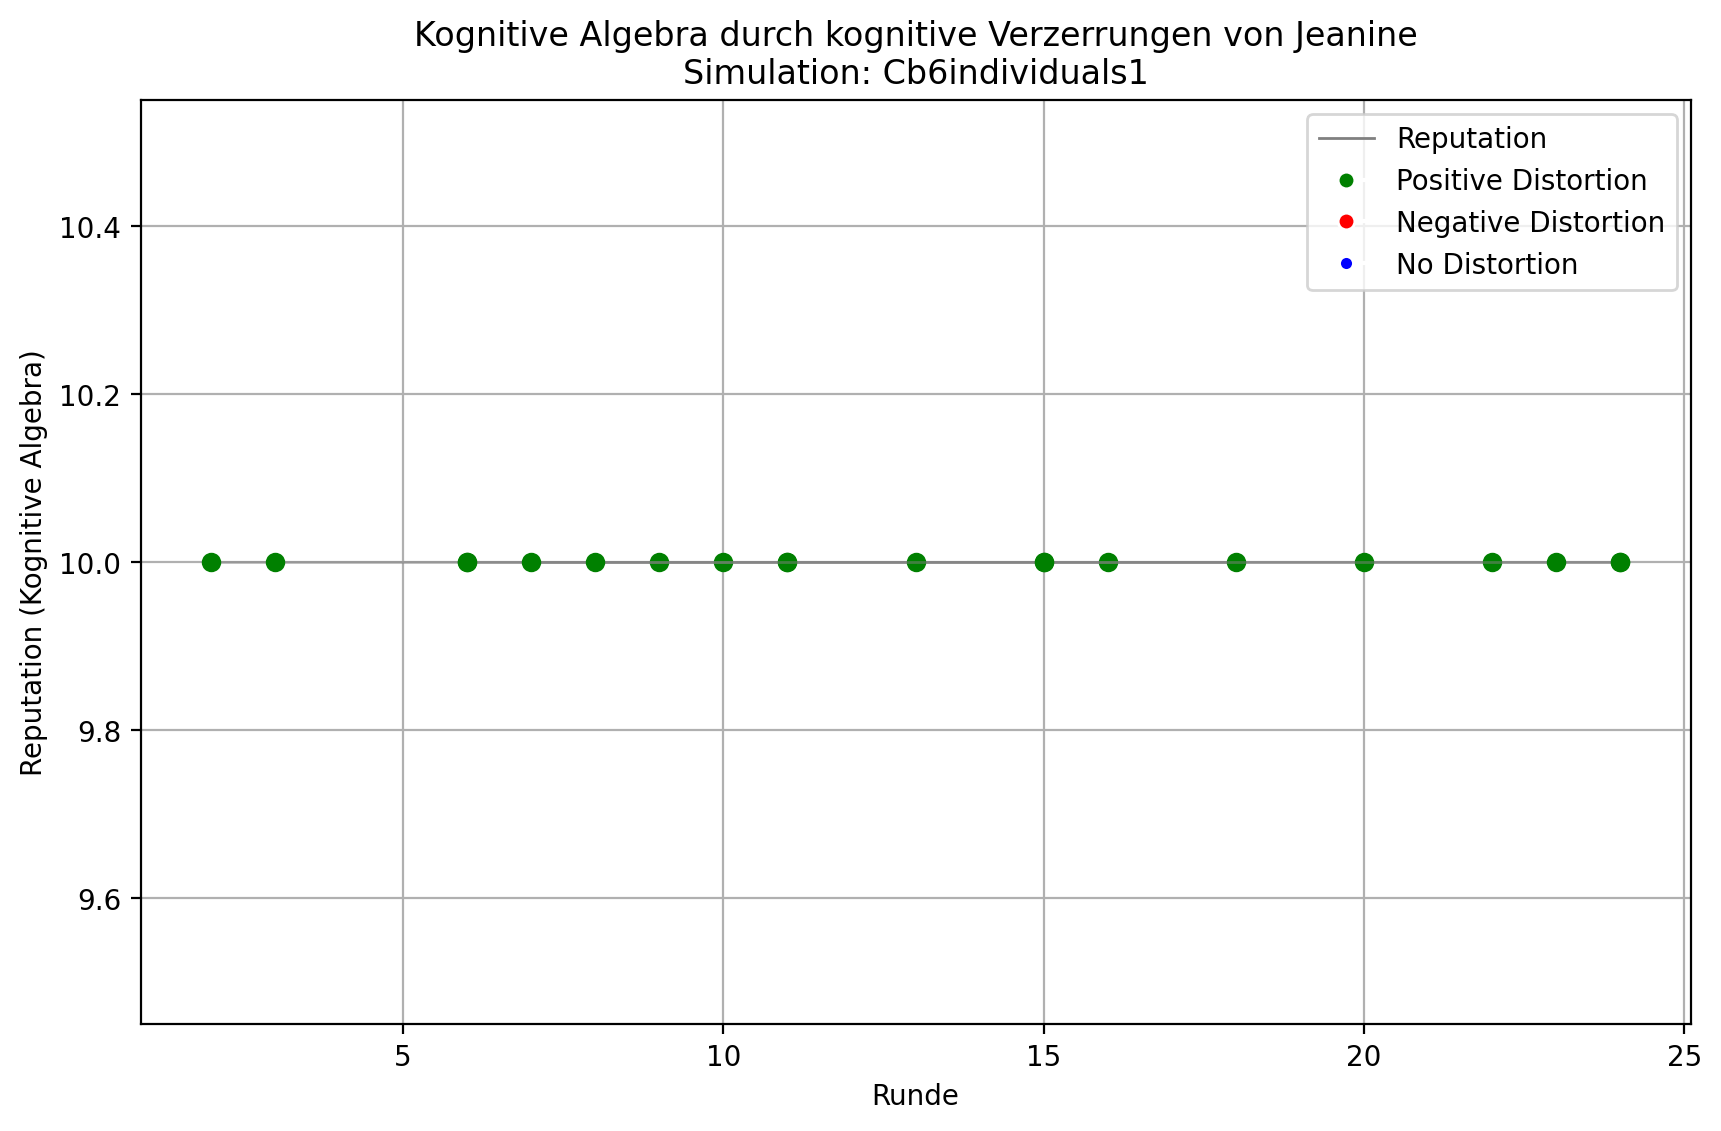 Kognitive Algebra durch kognitive Verzerrungen von Jeanine
Simulation: Cb6individuals1
Reputation
Positive Distortion
Negative Distortion
No Distortion
Reputation (Kognitive Algebra)
10.4
10.2
10.0
9.8
9.6
5
10
15
20
25
Runde